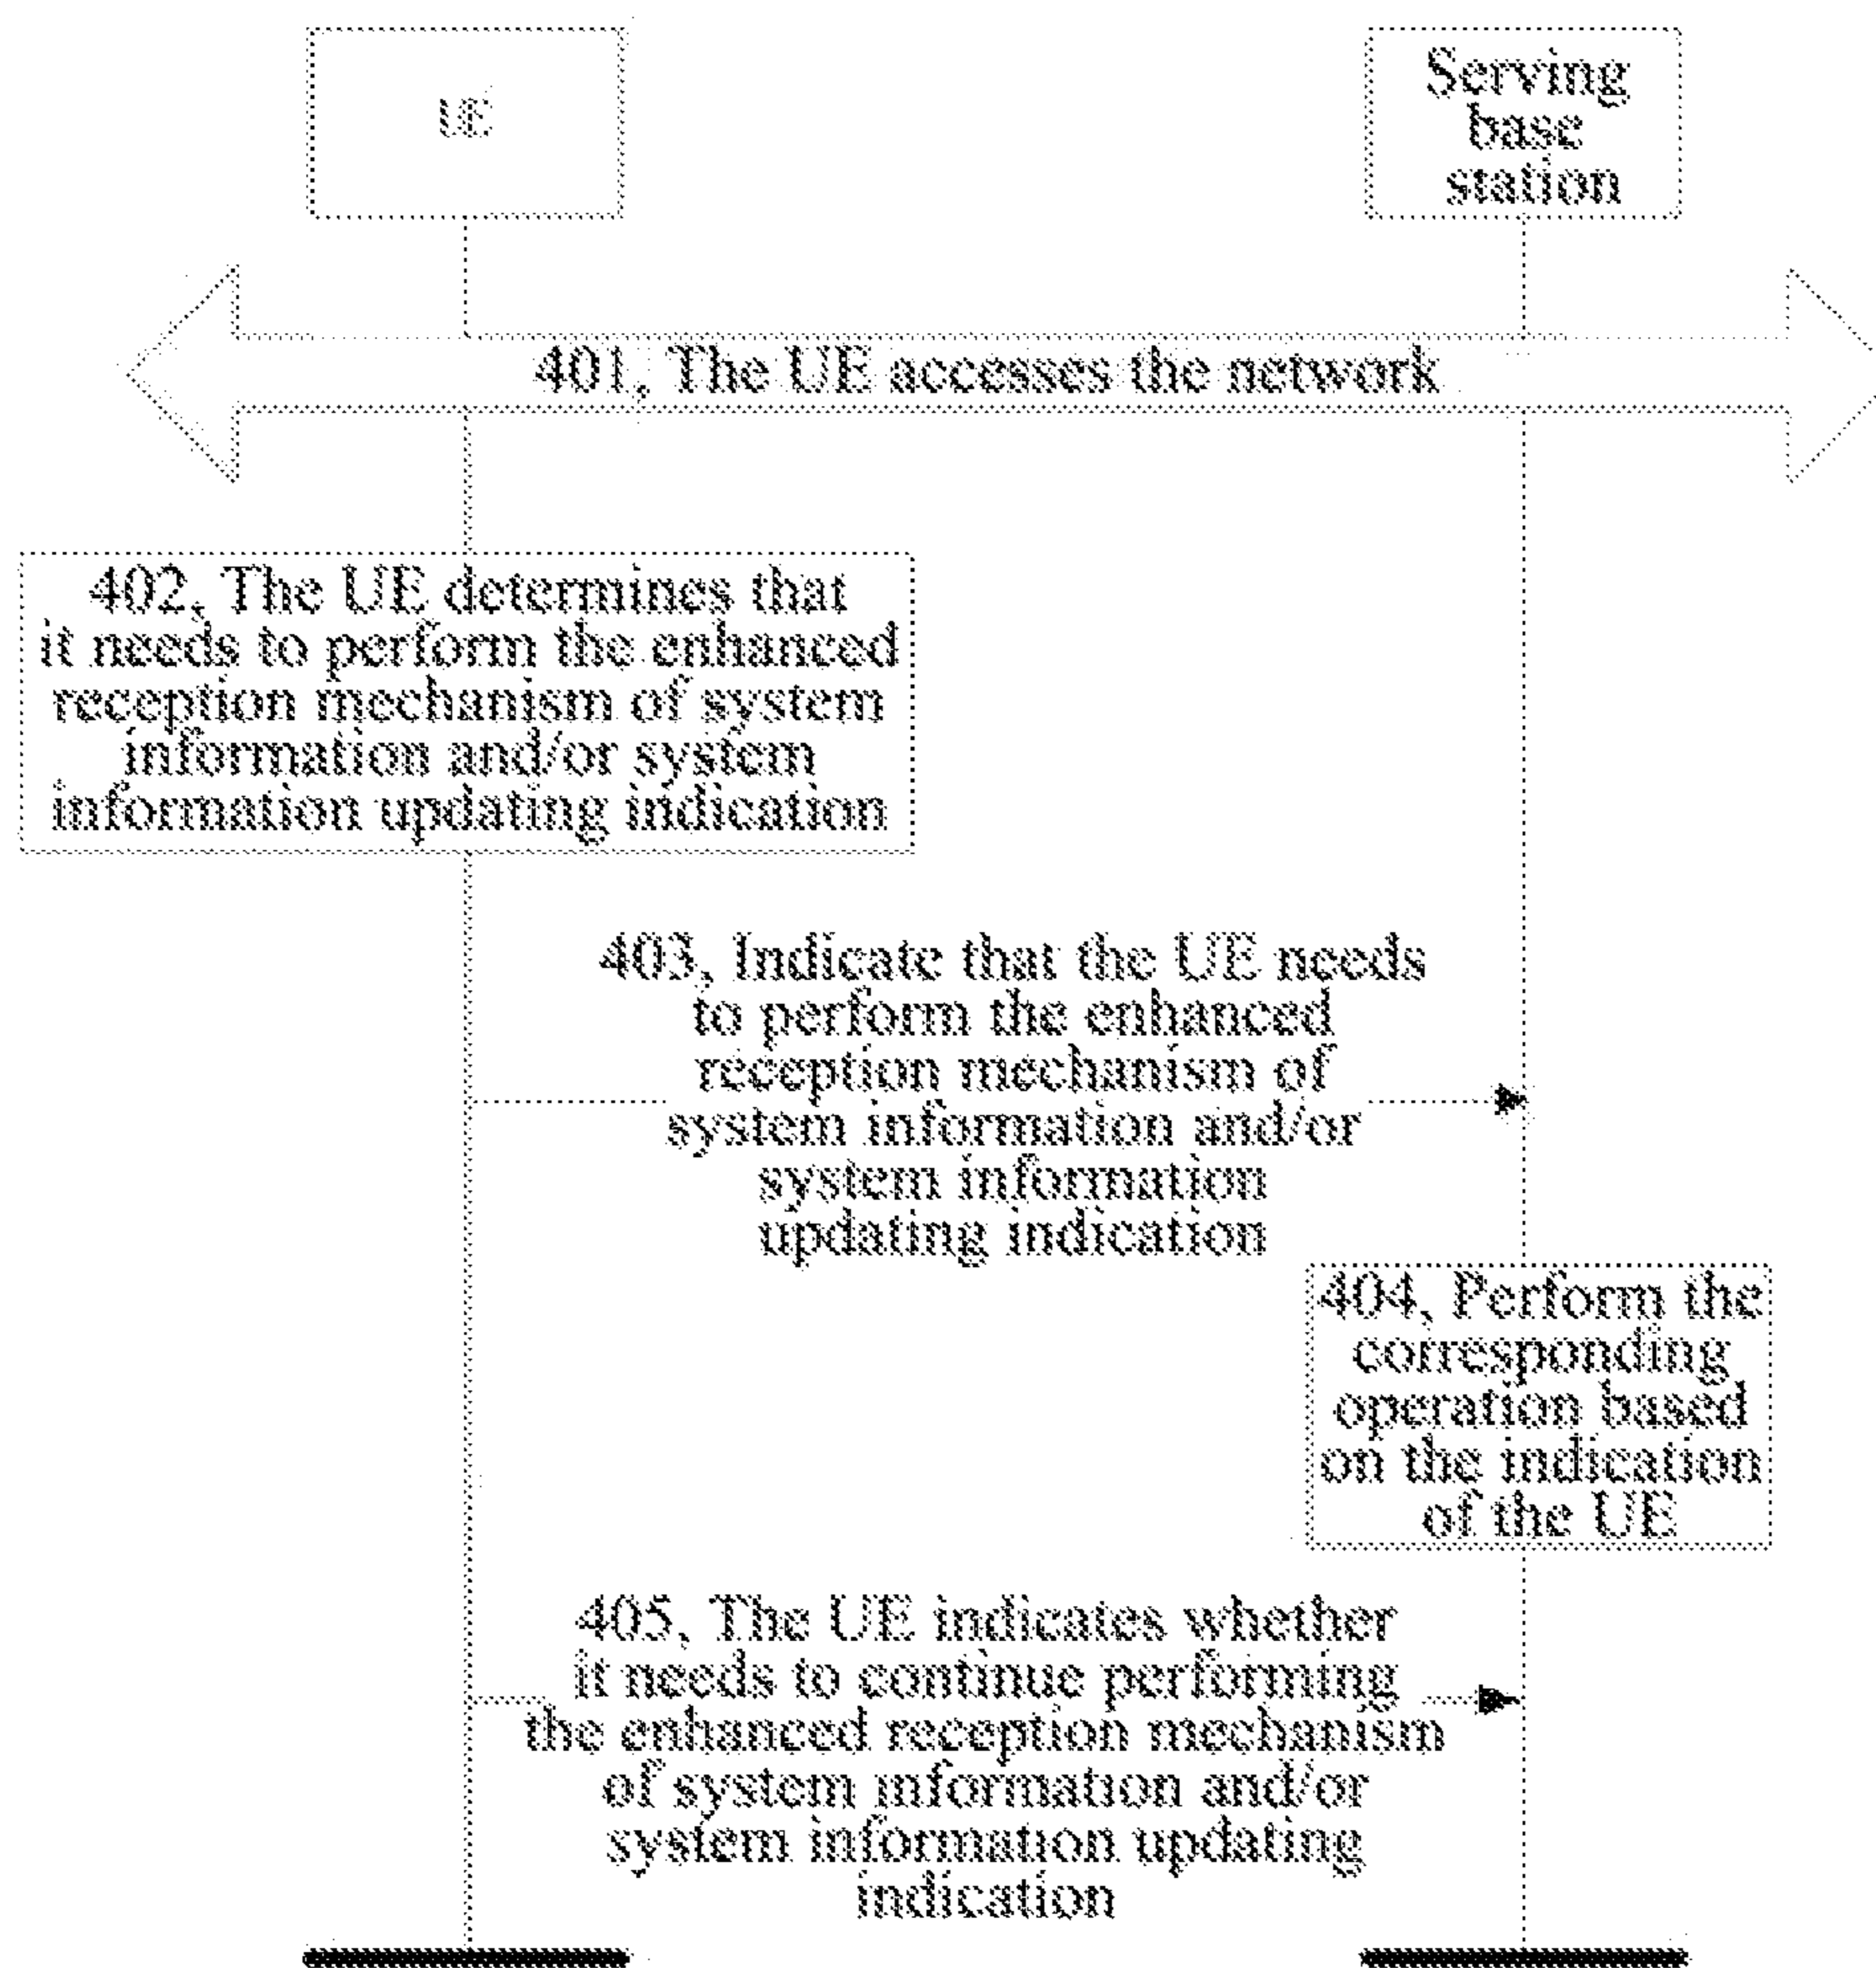 UE
Serving
base
station
401, The UE accesses the network
402, The UE determines that
it needs to perform the enhanced
reception mechanism of system
information and/or system
information updating indication
403, Indicate that the UE needs
to perform the enhanced
reception mechanism of
system information and/or
system information
updating indication
404, Perform the
corresponding
operation based
on the indication
of the UE
405, The UE indicates whether
it needs to continue performing
the enhanced reception mechanism
of system information and/or
system information updating
indication